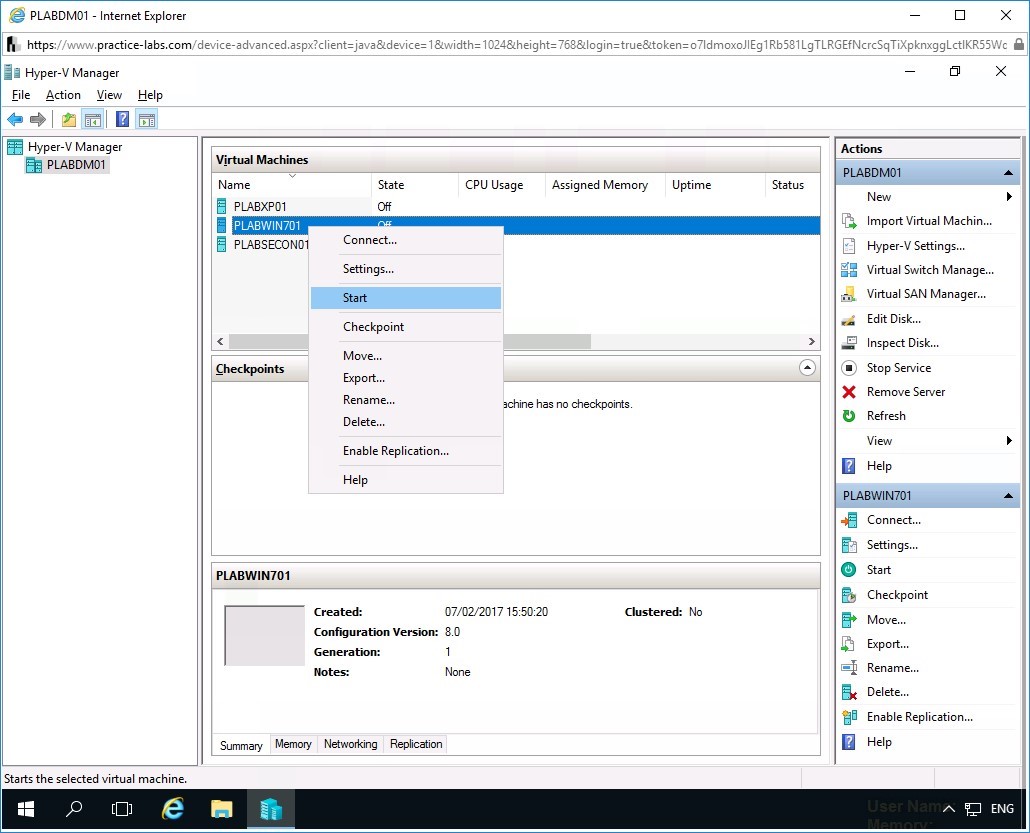 PLABDM01 - Internet Explorer
https://www.practice-labs.com/device-advanced.aspx?client=java&device=1&width=1024&height=768&login=true&token=
Hyper-V Manager
File Action View Help
Hyper-V Manager
PLABDM01
Virtual Machines
Name State CPU Usage Assigned Memory Uptime Status
PLABXP01 Off
PLABWIN701 Off
PLABSECON01
Connect...
Settings...
Start
Checkpoint
Move...
Export...
Rename...
Delete...
Enable Replication...
Help
Checkpoints
machine has no checkpoints.
PLABWIN701
Created: 07/02/2017 15:50:20 Clustered: No
Configuration Version: 8.0
Generation: 1
Notes: None
Summary Memory Networking Replication
Actions
PLABDM01
New
Import Virtual Machin...
Hyper-V Settings...
Virtual Switch Manage...
Virtual SAN Manager...
Edit Disk...
Inspect Disk...
Stop Service
Remove Server
Refresh
View
Help
PLABWIN701
Connect...
Settings...
Start
Checkpoint
Move...
Export...
Rename...
Delete...
Enable Replication...
Help
Starts the selected virtual machine.
User Name
Memory:
ENG